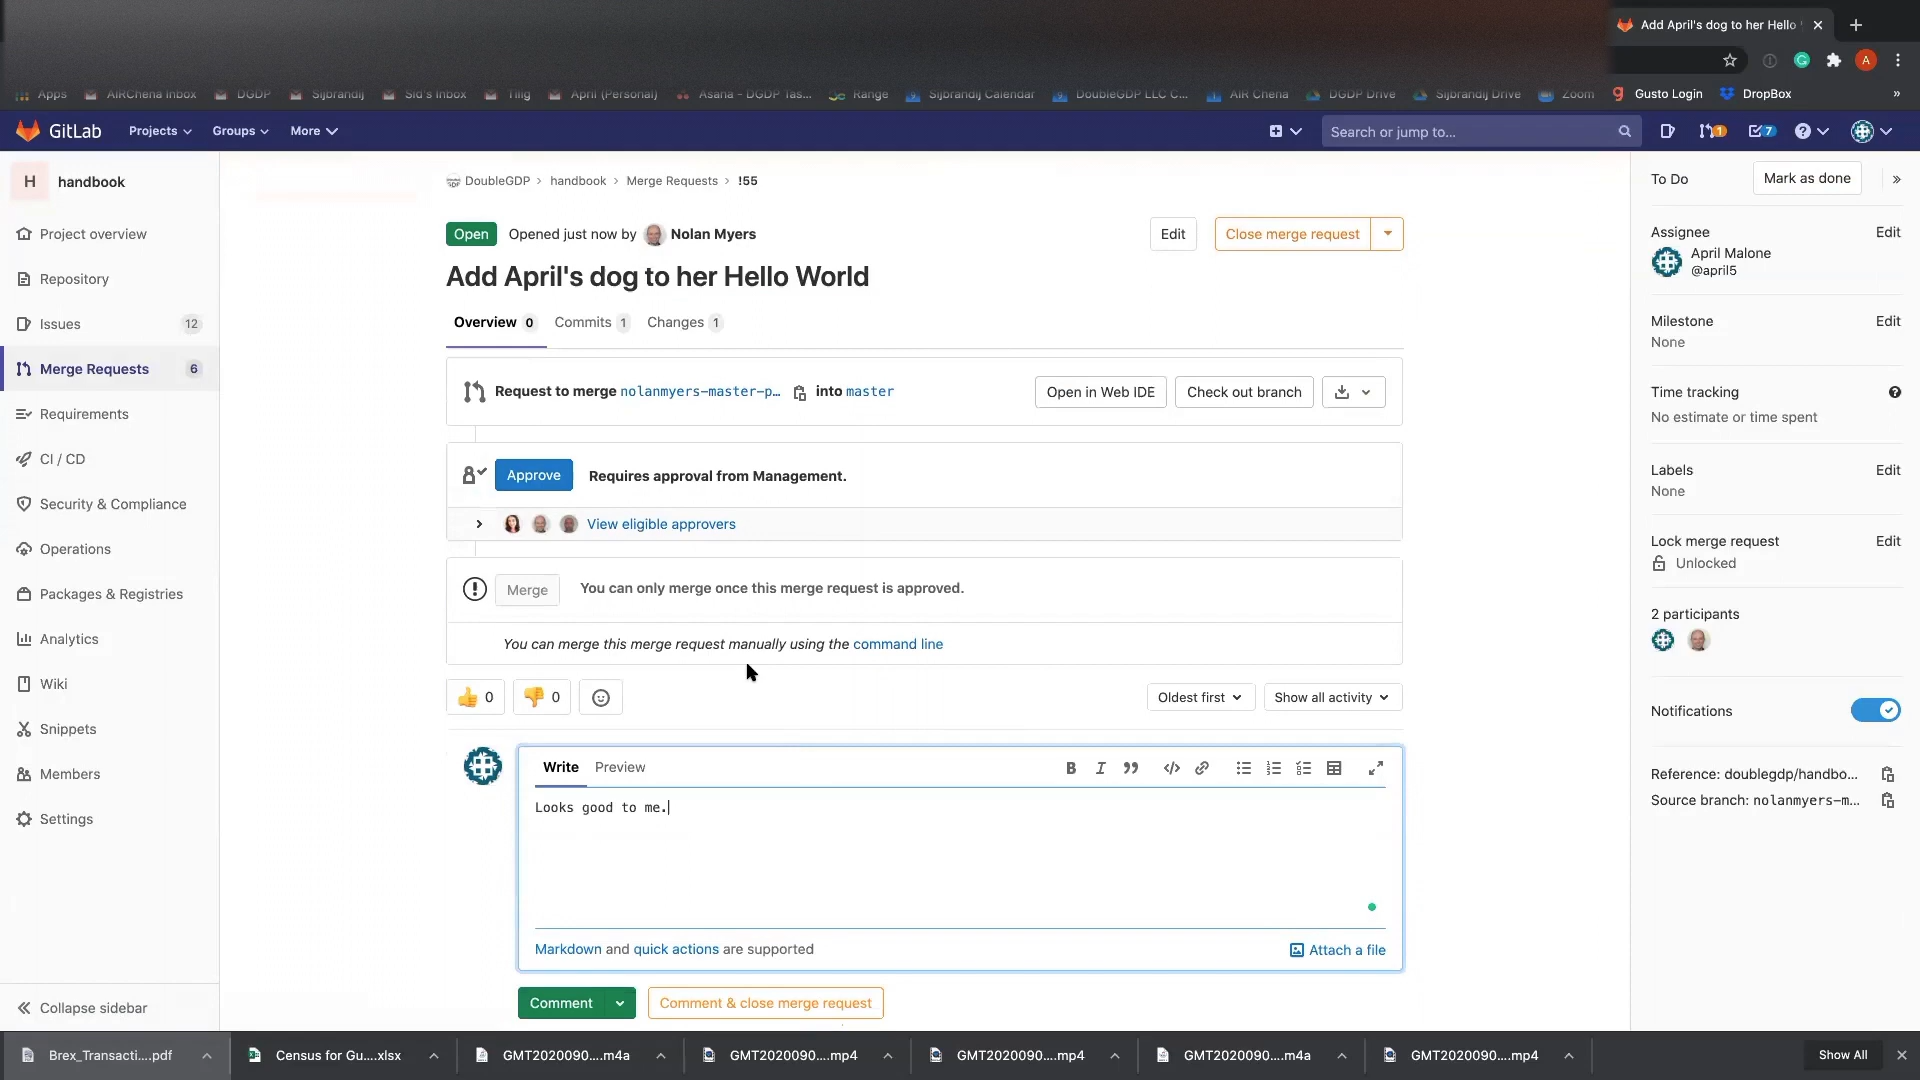 Add April's dog to her Hello
Apps AIRChena Inbox DGDP Sijbrandij Sid's Inbox Tilig April (Personal) Asana - DGDP Tas... Range Sijbrandij Calendar DoubleGDP LLC C... AIR Chena DGDP Drive Sijbrandij Drive Zoom Gusto Login DropBox »
GitLab Projects Groups More Search or jump to... 1 7
H handbook
Project overview
Repository
Issues 12
Merge Requests 6
Requirements
CI / CD
Security & Compliance
Operations
Packages & Registries
Analytics
Wiki
Snippets
Members
Settings
Collapse sidebar
DoubleGDP > handbook > Merge Requests > !55
Open Opened just now by Nolan Myers Edit Close merge request
Add April's dog to her Hello World
Overview 0 Commits 1 Changes 1
Request to merge nolanmyers-master-p... into master Open in Web IDE Check out branch
Approve Requires approval from Management.
View eligible approvers
Merge You can only merge once this merge request is approved.
You can merge this merge request manually using the command line
👍 0 👎 0 Oldest first Show all activity
Write Preview
Looks good to me.
Markdown and quick actions are supported Attach a file
Comment Comment & close merge request
To Do Mark as done »
Assignee Edit
April Malone
@april5
Milestone Edit
None
Time tracking
No estimate or time spent
Labels Edit
None
Lock merge request Edit
Unlocked
2 participants
Notifications
Reference: doublegdp/handbo...
Source branch: nolanmyers-m...
Brex_Transacti....pdf Census for Gu....xlsx GMT2020090....m4a GMT2020090....mp4 GMT2020090....mp4 GMT2020090....m4a GMT2020090....mp4 Show All